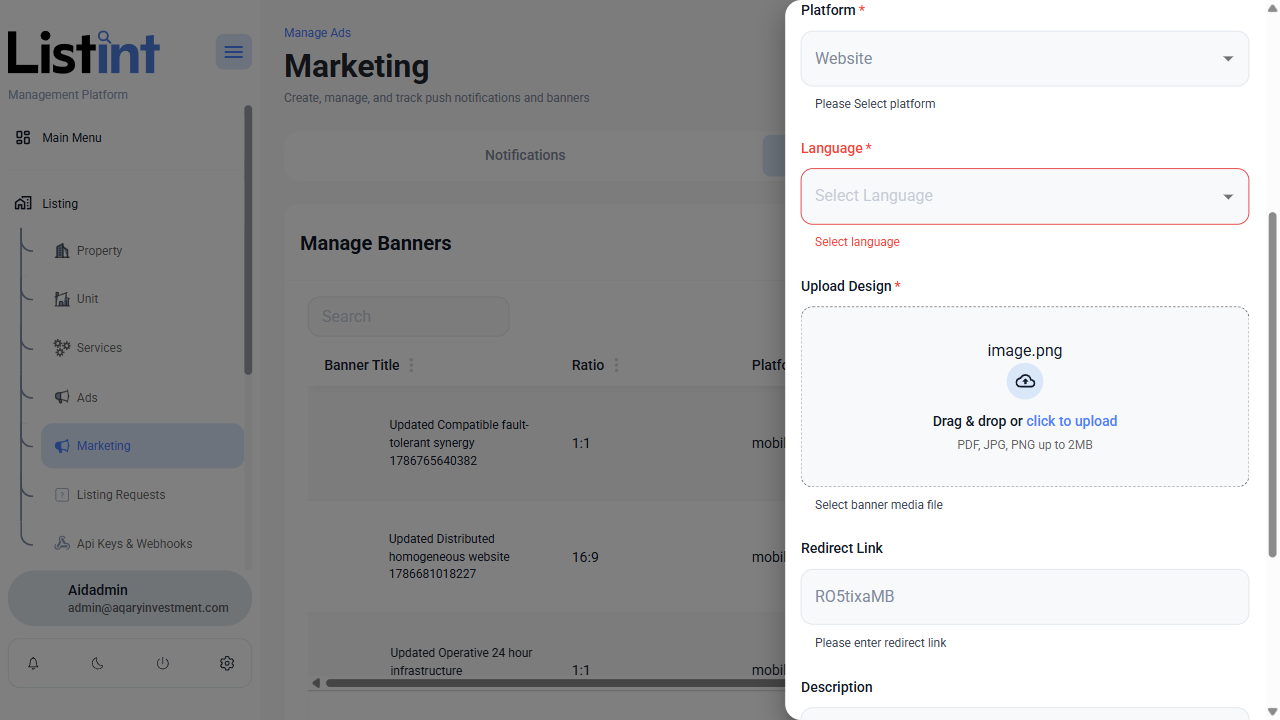 Listint
Management Platform
Main Menu
Listing
Property
Unit
Services
Ads
Marketing
Listing Requests
Api Keys & Webhooks
Aidadmin
admin@aqaryinvestment.com
Manage Ads
Marketing
Create, manage, and track push notifications and banners
Notifications
Manage Banners
Search
Banner Title
Ratio
Platfo
Updated Compatible fault-
tolerant synergy
1786765640382
1:1
mobil
Updated Distributed
homogeneous website
1786681018227
16:9
mobil
Updated Operative 24 hour
infrastructure
1:1
mobil
Platform *
Website
Please Select platform
Language *
Select Language
Select language
Upload Design *
image.png
Drag & drop or click to upload
PDF, JPG, PNG up to 2MB
Select banner media file
Redirect Link
RO5tixaMB
Please enter redirect link
Description